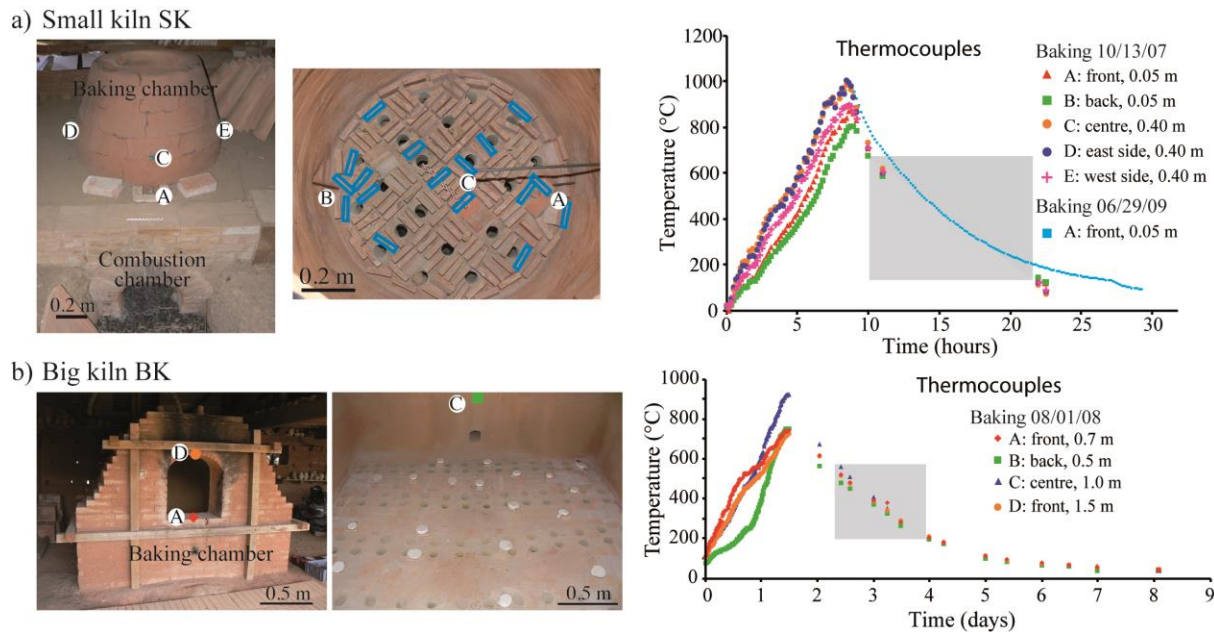 a) Small kiln SK
Baking chamber
D
E
C
A
Combustion
chamber
0.2 m
B
C
A
0.2 m
Thermocouples
Temperature (°C)
1200
1000
800
600
400
200
0
0
5
10
15
20
25
30
Time (hours)
Baking 10/13/07
A: front, 0.05 m
B: back, 0.05 m
C: centre, 0.40 m
D: east side, 0.40 m
E: west side, 0.40 m
Baking 06/29/09
A: front, 0.05 m
b) Big kiln BK
D
A
Baking chamber
0.5 m
C
0.5 m
Thermocouples
Temperature (°C)
1000
800
600
400
200
0
0
1
2
3
4
5
6
7
8
9
Time (days)
Baking 08/01/08
A: front, 0.7 m
B: back, 0.5 m
C: centre, 1.0 m
D: front, 1.5 m